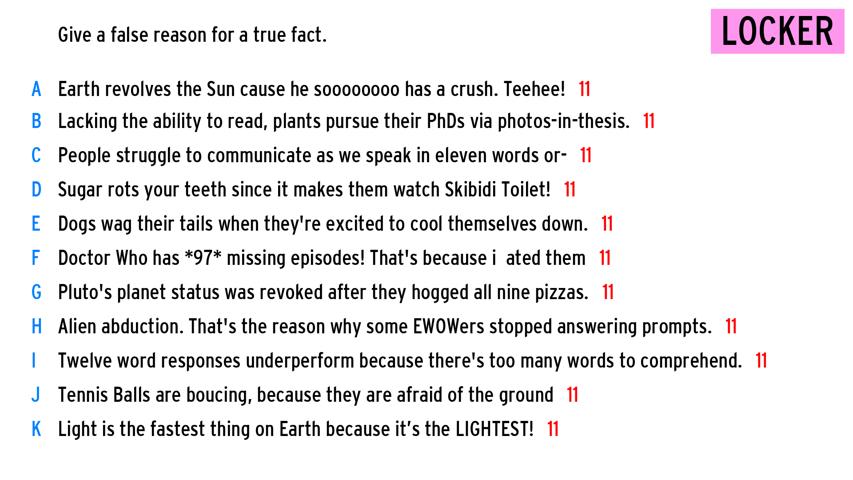 Give a false reason for a true fact.
LOCKER
A Earth revolves the Sun cause he soooooooo has a crush. Teehee! 11
B Lacking the ability to read, plants pursue their PhDs via photos-in-thesis. 11
C People struggle to communicate as we speak in eleven words or- 11
D Sugar rots your teeth since it makes them watch Skibidi Toilet! 11
E Dogs wag their tails when they're excited to cool themselves down. 11
F Doctor Who has *97* missing episodes! That's because i ated them 11
G Pluto's planet status was revoked after they hogged all nine pizzas. 11
H Alien abduction. That's the reason why some EWOWers stopped answering prompts. 11
I Twelve word responses underperform because there's too many words to comprehend. 11
J Tennis Balls are boucing, because they are afraid of the ground 11
K Light is the fastest thing on Earth because it’s the LIGHTEST! 11